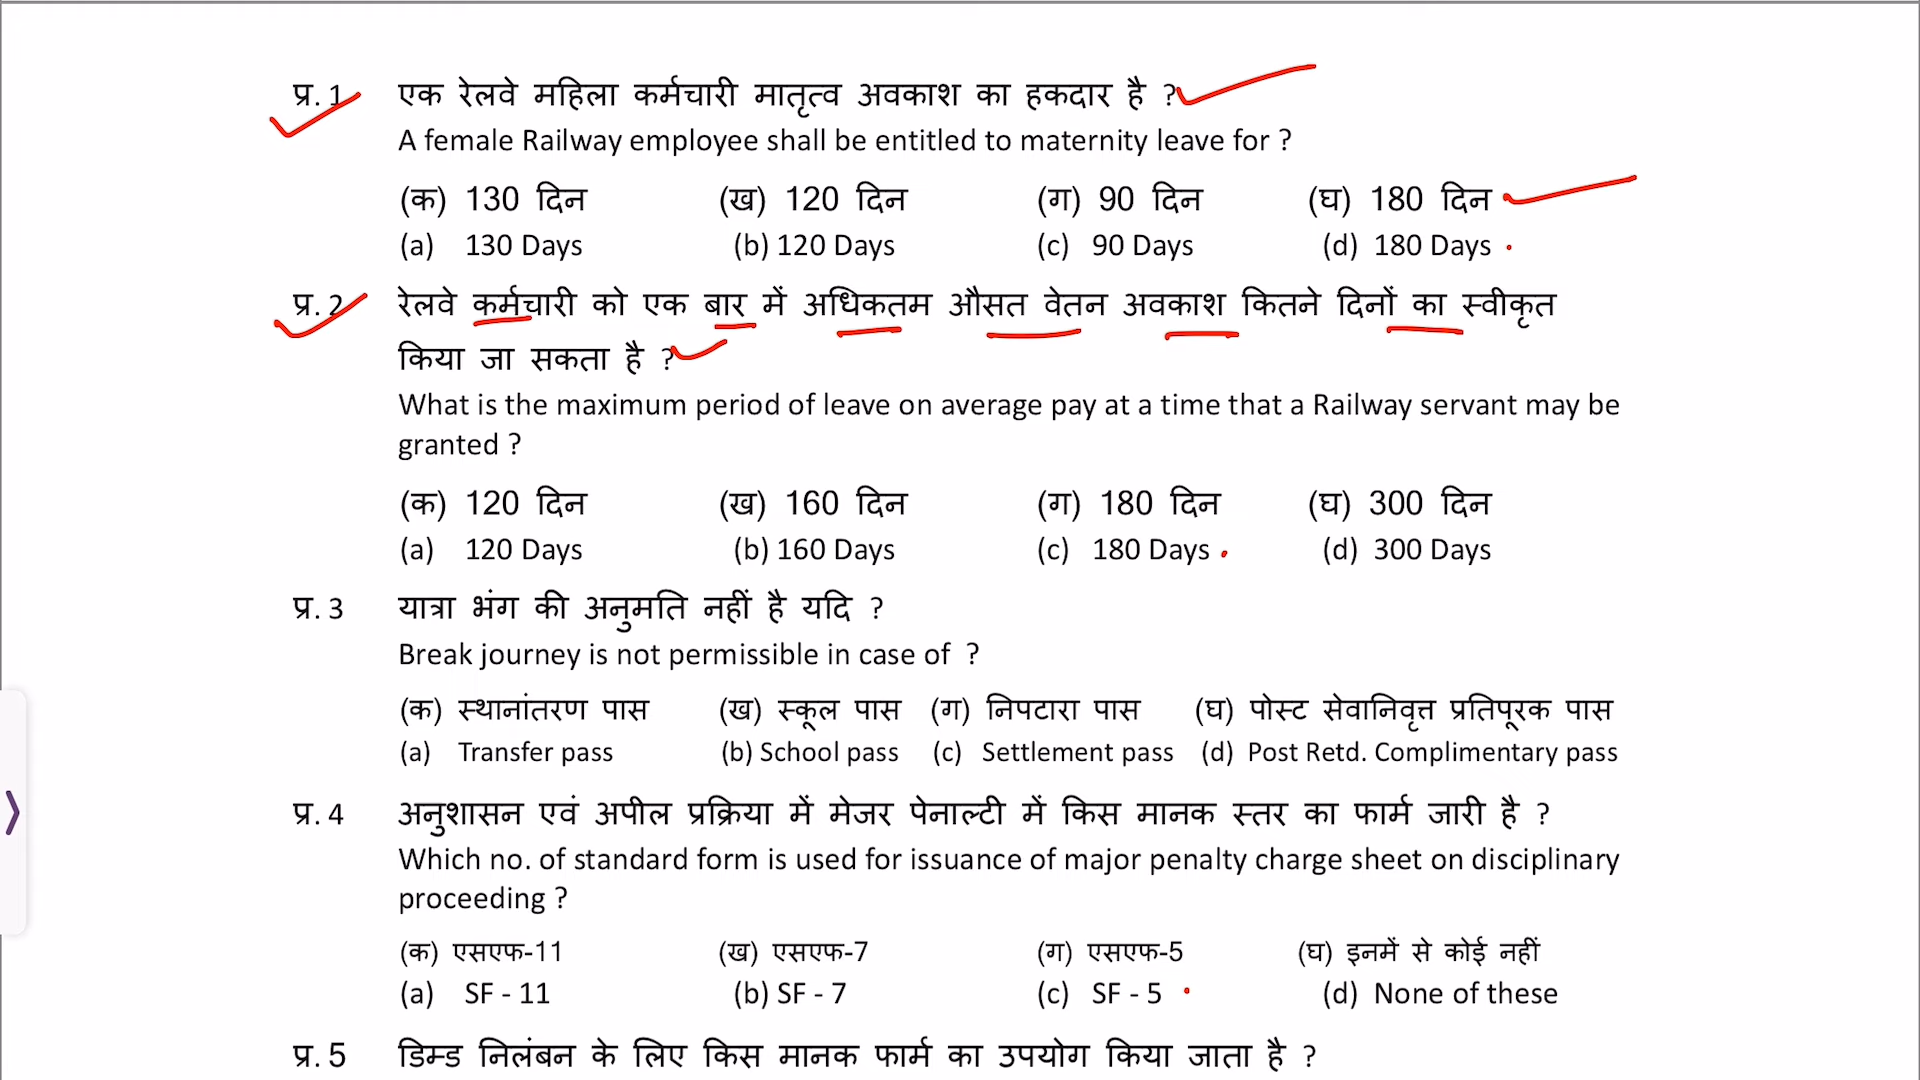 प्र. 1 एक रेलवे महिला कर्मचारी मातृत्व अवकाश का हकदार है ?
A female Railway employee shall be entitled to maternity leave for ?
(क) 130 दिन (ख) 120 दिन (ग) 90 दिन (घ) 180 दिन
(a) 130 Days (b) 120 Days (c) 90 Days (d) 180 Days
प्र. 2 रेलवे कर्मचारी को एक बार में अधिकतम औसत वेतन अवकाश कितने दिनों का स्वीकृत
किया जा सकता है ?
What is the maximum period of leave on average pay at a time that a Railway servant may be
granted ?
(क) 120 दिन (ख) 160 दिन (ग) 180 दिन (घ) 300 दिन
(a) 120 Days (b) 160 Days (c) 180 Days (d) 300 Days
प्र. 3 यात्रा भंग की अनुमति नहीं है यदि ?
Break journey is not permissible in case of ?
(क) स्थानांतरण पास (ख) स्कूल पास (ग) निपटारा पास (घ) पोस्ट सेवानिवृत्त प्रतिपूरक पास
(a) Transfer pass (b) School pass (c) Settlement pass (d) Post Retd. Complimentary pass
प्र. 4 अनुशासन एवं अपील प्रक्रिया में मेजर पेनाल्टी में किस मानक स्तर का फार्म जारी है ?
Which no. of standard form is used for issuance of major penalty charge sheet on disciplinary
proceeding ?
(क) एसएफ-11 (ख) एसएफ-7 (ग) एसएफ-5 (घ) इनमें से कोई नहीं
(a) SF - 11 (b) SF - 7 (c) SF - 5 (d) None of these
प्र. 5 डिम्ड निलंबन के लिए किस मानक फार्म का उपयोग किया जाता है ?